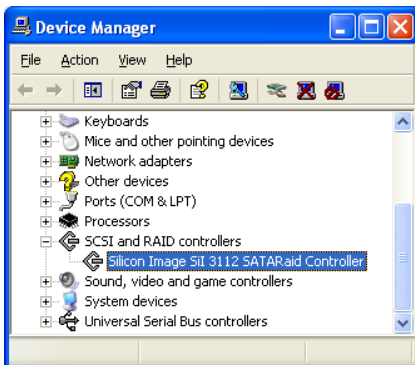 Device Manager
File Action View Help
Keyboards
Mice and other pointing devices
Network adapters
Other devices
Ports (COM & LPT)
Processors
SCSI and RAID controllers
Silicon Image SiI 3112 SATARaid Controller
Sound, video and game controllers
System devices
Universal Serial Bus controllers